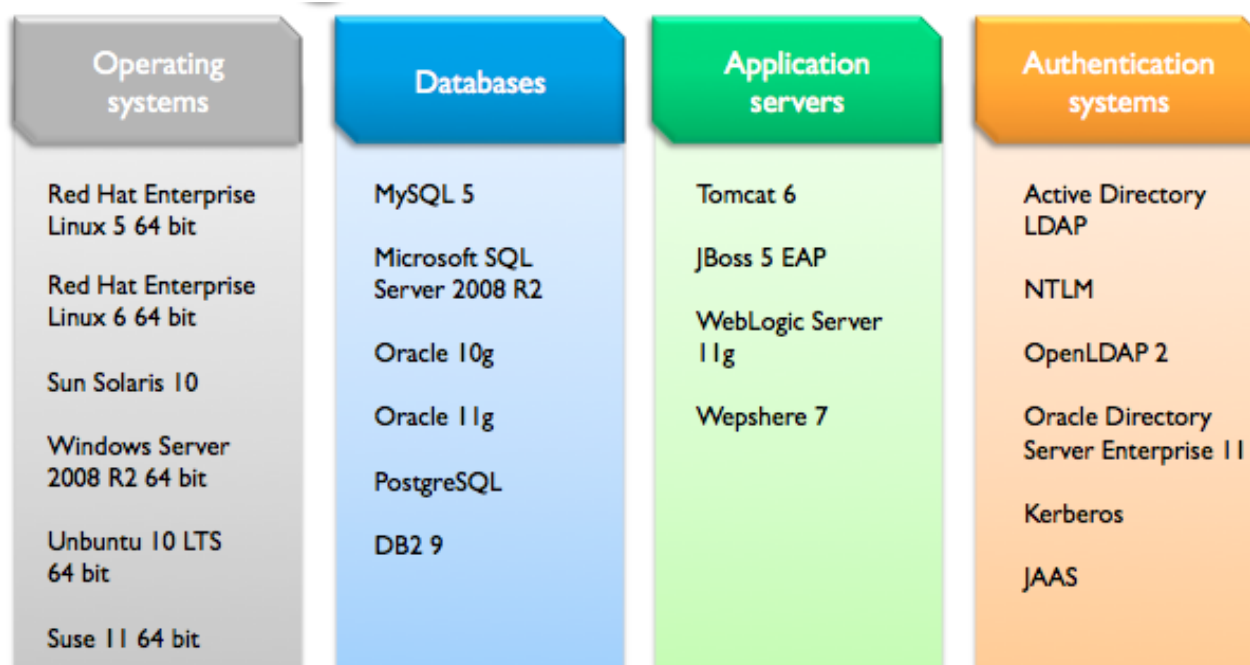 Operating
systems
Red Hat Enterprise
Linux 5 64 bit
Red Hat Enterprise
Linux 6 64 bit
Sun Solaris 10
Windows Server
2008 R2 64 bit
Unbuntu 10 LTS
64 bit
Suse 11 64 bit
Databases
MySQL 5
Microsoft SQL
Server 2008 R2
Oracle 10g
Oracle 11g
PostgreSQL
DB2 9
Application
servers
Tomcat 6
JBoss 5 EAP
WebLogic Server
11g
Wepshere 7
Authentication
systems
Active Directory
LDAP
NTLM
OpenLDAP 2
Oracle Directory
Server Enterprise 11
Kerberos
JAAS